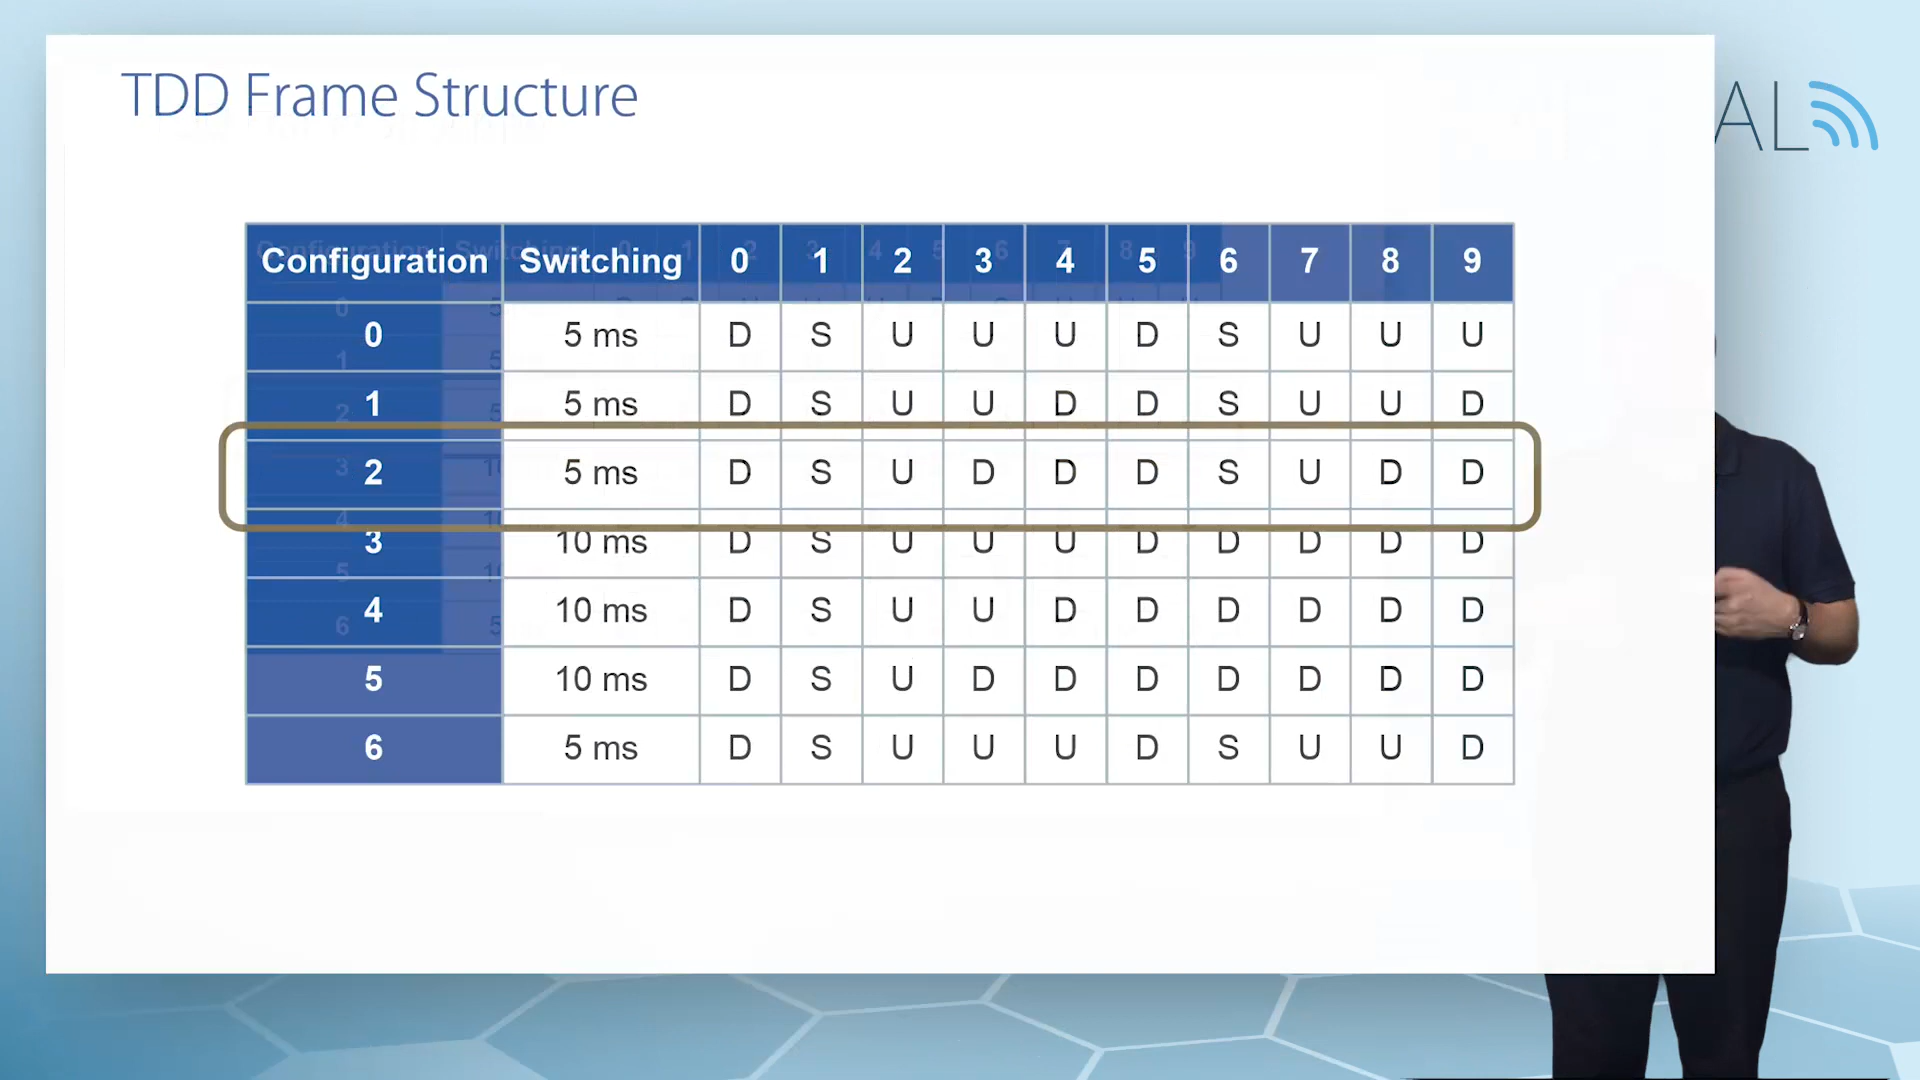 TDD Frame Structure
AL
Configuration Switching 0 1 2 3 4 5 6 7 8 9
0 5 ms D S U U U D S U U U
1 5 ms D S U U D D S U U D
2 5 ms D S U D D D S U D D
3 10 ms D S U U U D D D D D
4 10 ms D S U U D D D D D D
5 10 ms D S U D D D D D D D
6 5 ms D S U U U D S U U D